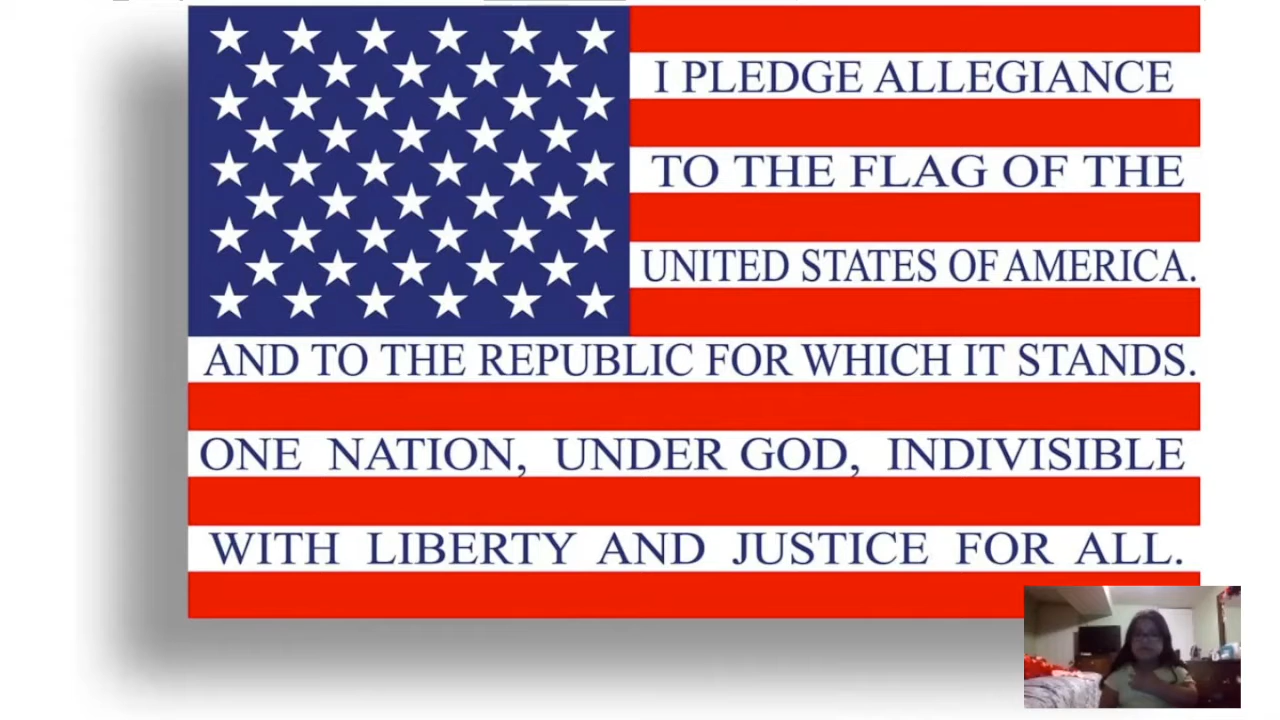 I PLEDGE ALLEGIANCE
TO THE FLAG OF THE
UNITED STATES OF AMERICA.
AND TO THE REPUBLIC FOR WHICH IT STANDS.
ONE NATION, UNDER GOD, INDIVISIBLE
WITH LIBERTY AND JUSTICE FOR ALL.